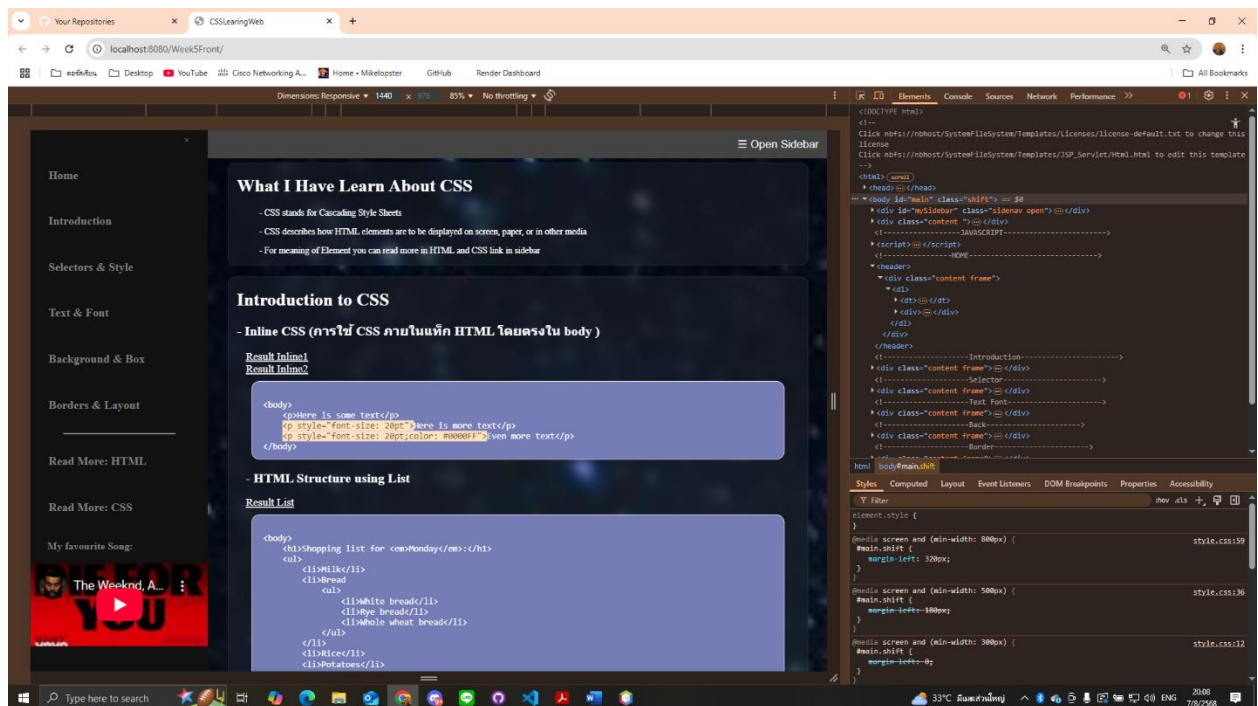 Your Repositories
CSSLearingWeb
localhost:8080/Week5Front/
Desktop
YouTube
Cisco Networking A...
Home • Mikelopster
GitHub
Render Dashboard
All Bookmarks
Dimensions: Responsive 1440 x 978 85% No throttling
Elements Console Sources Network Performance
1
☰ Open Sidebar
×
Home
Introduction
Selectors & Style
Text & Font
Background & Box
Borders & Layout
Read More: HTML
Read More: CSS
My favourite Song:
The Weeknd, A...
DIE FOR
YOU
What I Have Learn About CSS
- CSS stands for Cascading Style Sheets
- CSS describes how HTML elements are to be displayed on screen, paper, or in other media
- For meaning of Element you can read more in HTML and CSS link in sidebar
Introduction to CSS
- Inline CSS (การใช้ CSS ภายในแท็ก HTML โดยตรงใน body )
Result Inline1
Result Inline2
<body>
<p>Here is some text</p>
<p style="font-size: 20pt">Here is more text</p>
<p style="font-size: 20pt;color: #0000FF">Even more text</p>
</body>
- HTML Structure using List
Result List
<body>
<h1>Shopping list for <em>Monday</em>:</h1>
<ul>
<li>Milk</li>
<li>Bread
<ul>
<li>White bread</li>
<li>Rye bread</li>
<li>Whole wheat bread</li>
</ul>
</li>
<li>Rice</li>
<li>Potatoes</li>
<!DOCTYPE html>
<!--
Click nbfs://nbhost/SystemFileSystem/Templates/Licenses/license-default.txt to change this
license
Click nbfs://nbhost/SystemFileSystem/Templates/JSP_Servlet/Html.html to edit this template
-->
<html> scroll
<head> </head>
<body id="main" class="shift"> == $0
<div id="mySidebar" class="sidenav open"> </div>
<div class="content "> </div>
<!-------------------JAVASCRIPT------------------------->
<script> </script>
<!-----------------HOME------------------------->
<header>
<div class="content frame">
<dl>
<dt> </dt>
<div> </div>
</dl>
</div>
</header>
<!--------------------Introduction------------------------>
<div class="content frame"> </div>
<!--------------------Selector----------------------->
<div class="content frame"> </div>
<!--------------------Text Font---------------------->
<div class="content frame"> </div>
<!--------------------Back------------------------->
<div class="content frame"> </div>
<!--------------------Border----------------------->
html body#main.shift
Styles Computed Layout Event Listeners DOM Breakpoints Properties Accessibility
Filter :hov .cls
element.style {
}
@media screen and (min-width: 800px) {
#main.shift { style.css:59
margin-left: 320px;
}
}
@media screen and (min-width: 500px) {
#main.shift { style.css:36
margin-left: 180px;
}
}
@media screen and (min-width: 300px) {
#main.shift { style.css:12
margin-left: 0;
}
Type here to search
33°C มีเมฆส่วนใหญ่
ENG
20:08
7/8/2568